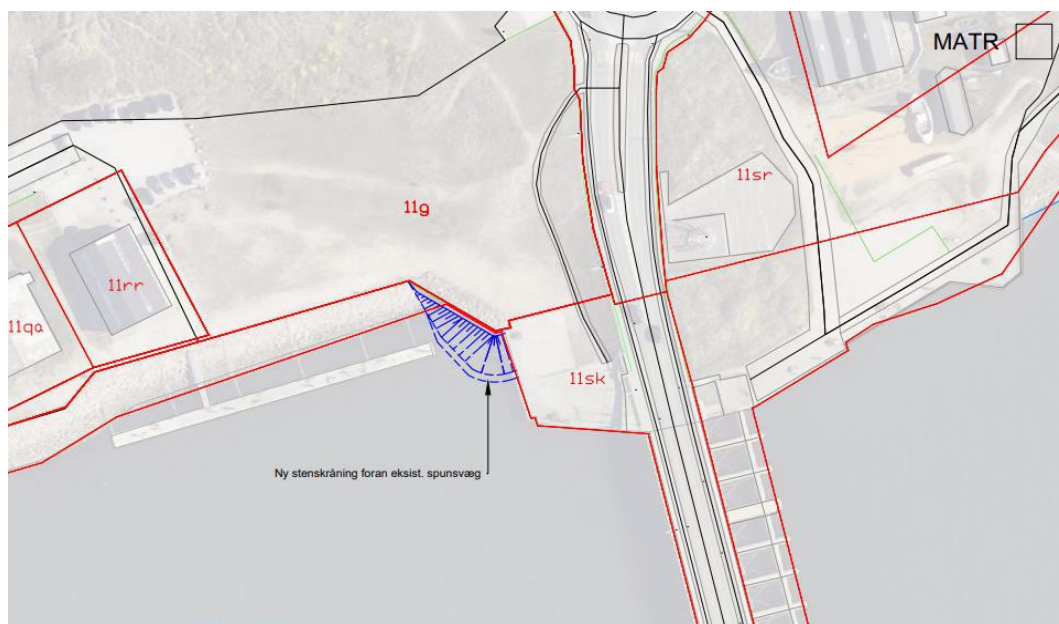 MATR
11sr
11g
11rr
11qa
11sk
Ny stenskråning foran eksist. spunsvæg